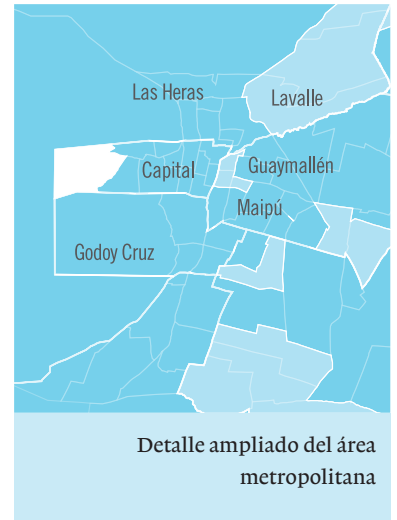 Las Heras
Lavalle
Capital
Guaymallén
Maipú
Godoy Cruz
Detalle ampliado del área
metropolitana